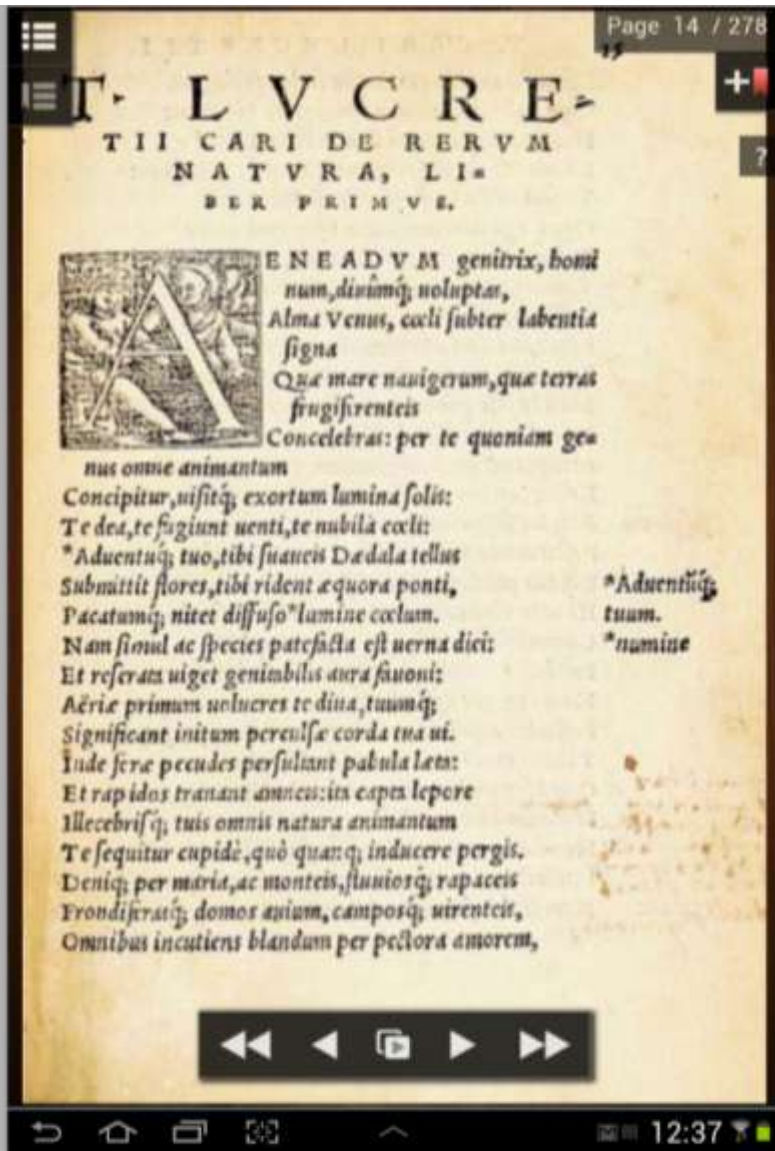 Page 14 / 278
15
T. LVCRE-
TII CARI DE RERVM
NATVRA, LI=
BER PRIMVS.
AENEADVM genitrix, homi
num, diuûmq; uoluptas,
Alma Venus, cœli subter labentia
signa
Quæ mare nauigerum, quæ terras
frugiferenteis
Concelebras: per te quoniam ge=
nus omne animantum
Concipitur, uisitq; exortum lumina solis:
Te dea, te fugiunt uenti, te nubila cœli:
*Aduentuq; tuo, tibi suaueis Dædala tellus
Submittit flores, tibi rident æquora ponti,
*Aduentũq;
Pacatumq; nitet diffuso *lumine cœlum.
tuum.
Nam simul ac species patefacta est uerna diei:
*numine
Et reserata uiget genitabilis aura fauoni:
Aëriæ primum uolucres te diua, tuumq;
Significant initum perculsæ corda tua ui.
Inde feræ pecudes persultant pabula læta:
Et rapidos tranant amneis: ita capta lepore
Illecebrisq; tuis omnis natura animantum
Te sequitur cupidè, quò quanq; inducere pergis.
Deniq; per maria, ac monteis, fluuiosq; rapaceis
Frondiferasq; domos auium, camposq; uirenteis,
Omnibus incutiens blandum per pectora amorem,
12:37